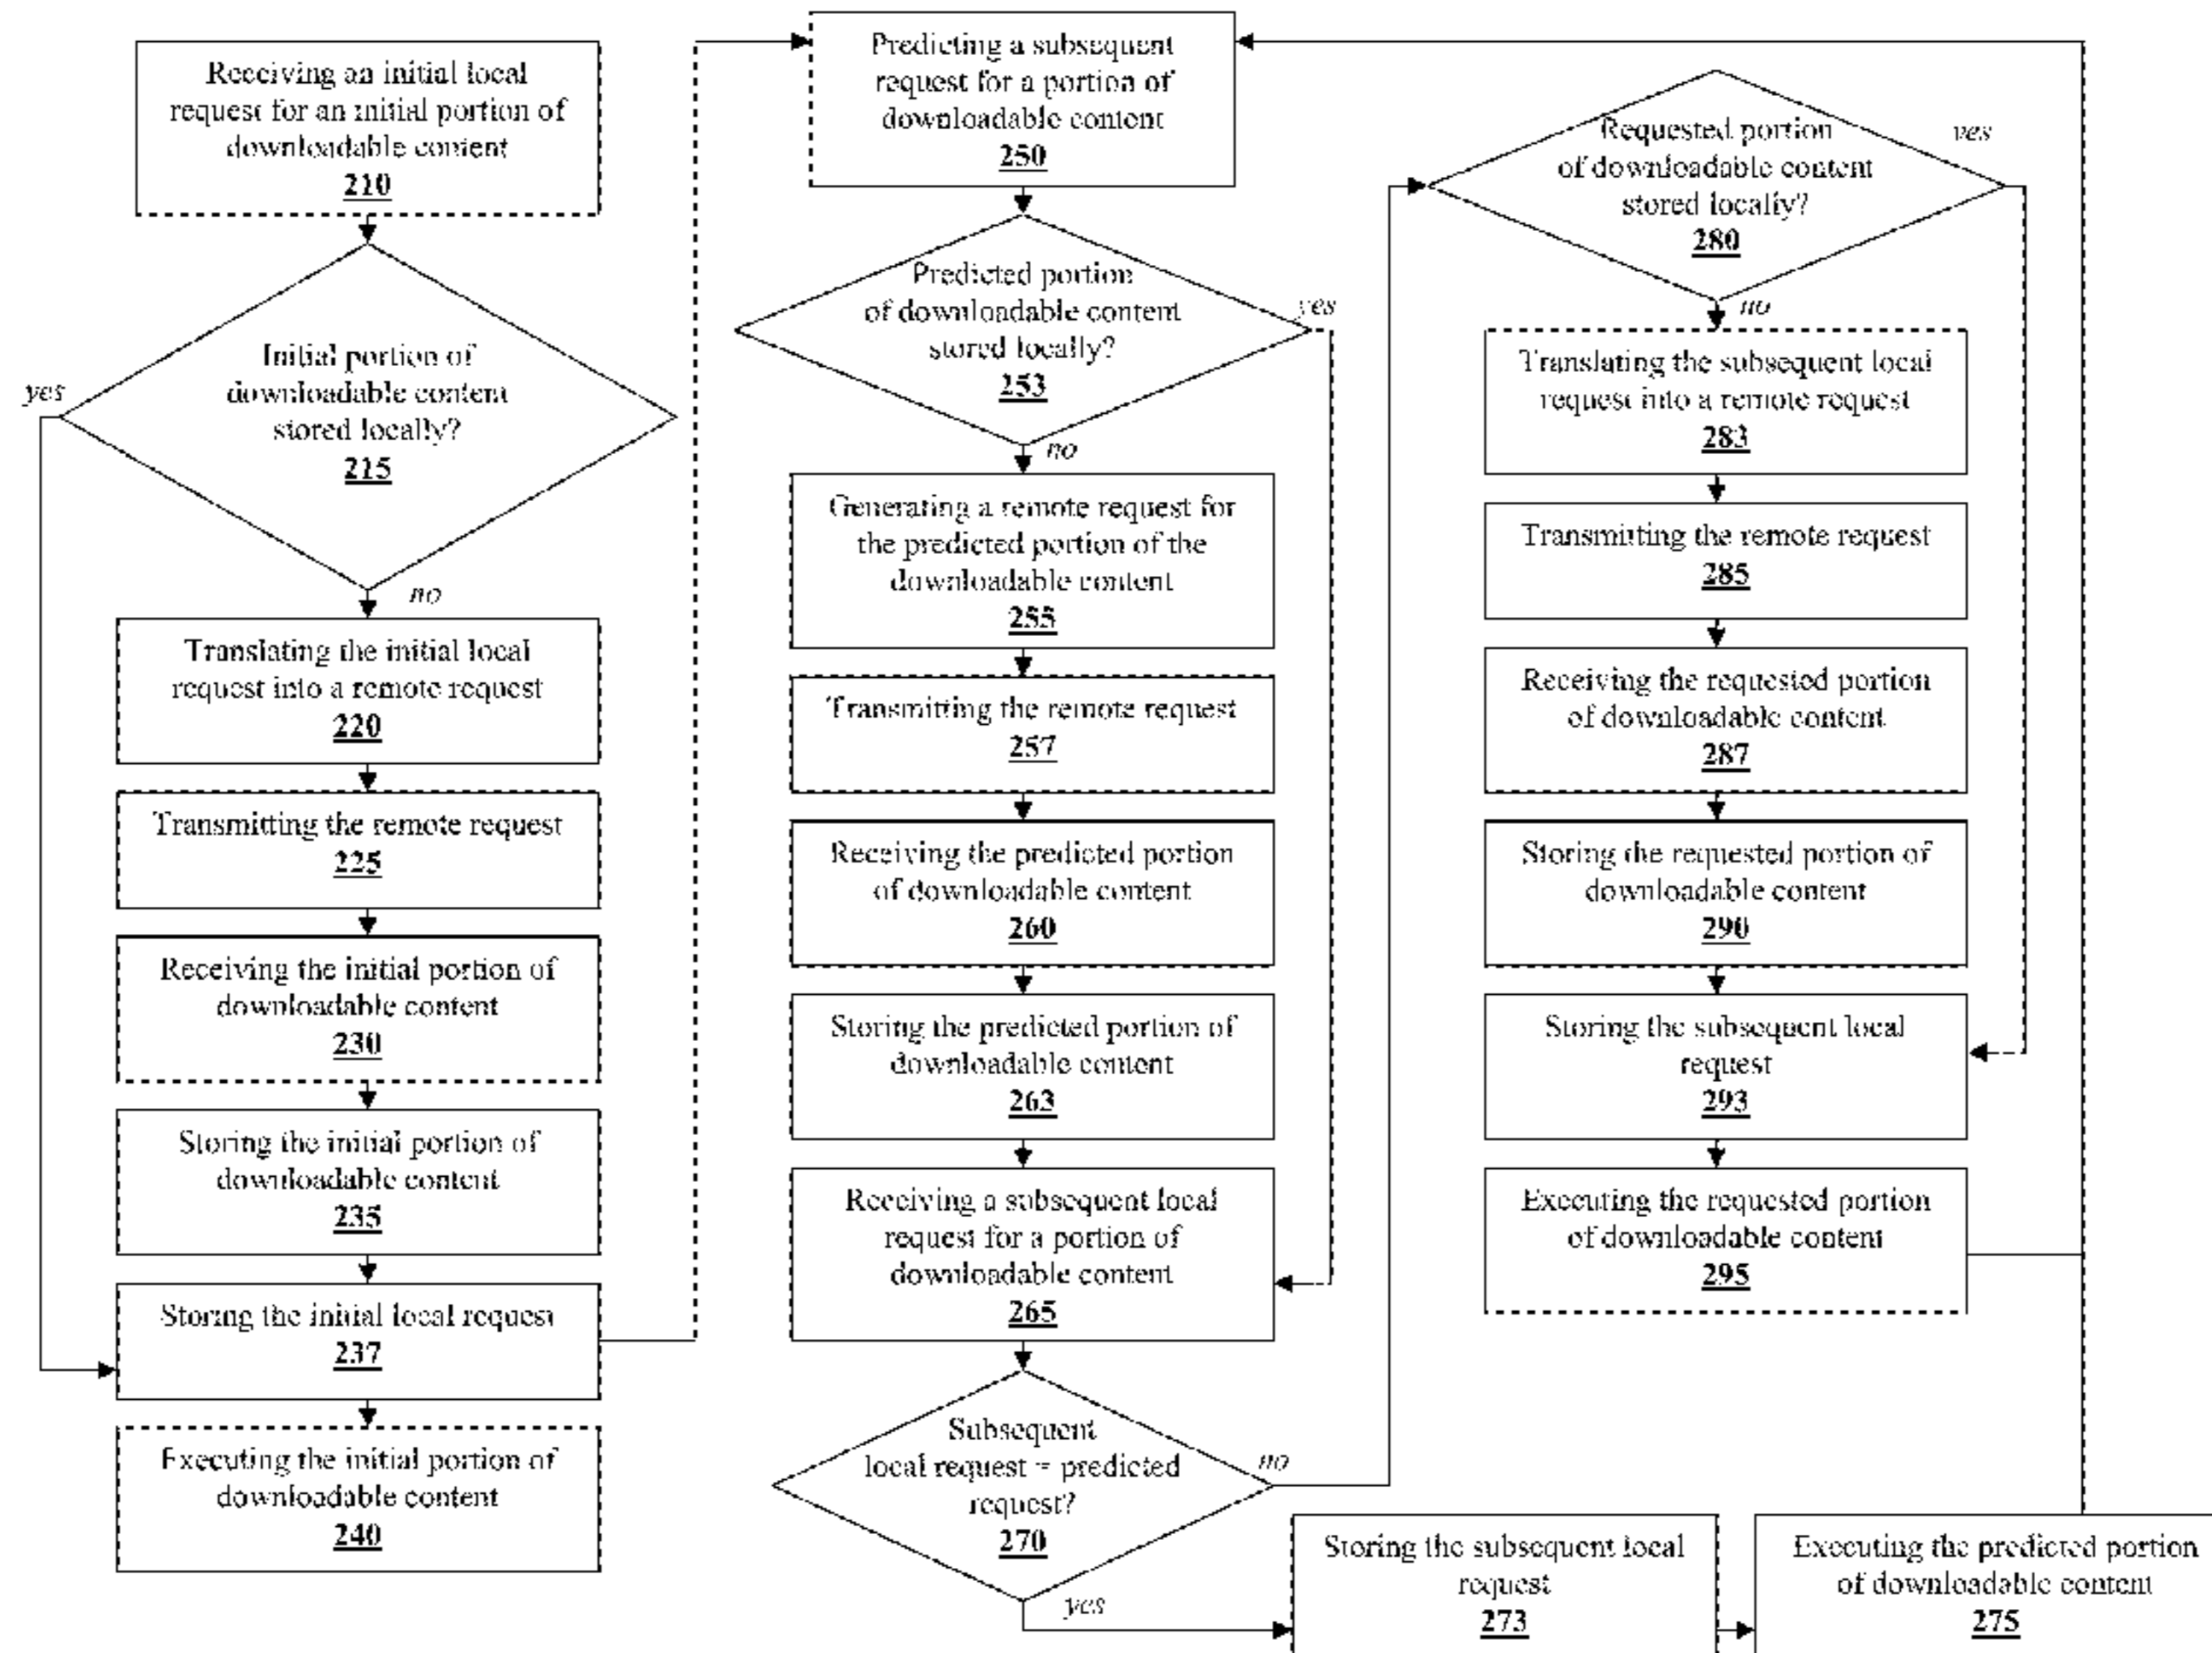 Receiving an initial local
request for an initial portion of
downloadable content
210
Initial portion of
downloadable content
stored locally?
215
yes
no
Translating the initial local
request into a remote request
220
Transmitting the remote request
225
Receiving the initial portion of
downloadable content
230
Storing the initial portion of
downloadable content
235
Storing the initial local request
237
Executing the initial portion of
downloadable content
240
Predicting a subsequent
request for a portion of
downloadable content
250
Predicted portion
of downloadable content
stored locally?
253
yes
no
Generating a remote request for
the predicted portion of the
downloadable content
255
Transmitting the remote request
257
Receiving the predicted portion
of downloadable content
260
Storing the predicted portion of
downloadable content
263
Receiving a subsequent local
request for a portion of
downloadable content
265
Subsequent
local request = predicted
request?
270
no
yes
Storing the subsequent local
request
273
Executing the predicted portion
of downloadable content
275
Requested portion
of downloadable content
stored locally?
280
yes
no
Translating the subsequent local
request into a remote request
283
Transmitting the remote request
285
Receiving the requested portion
of downloadable content
287
Storing the requested portion of
downloadable content
290
Storing the subsequent local
request
293
Executing the requested portion
of downloadable content
295